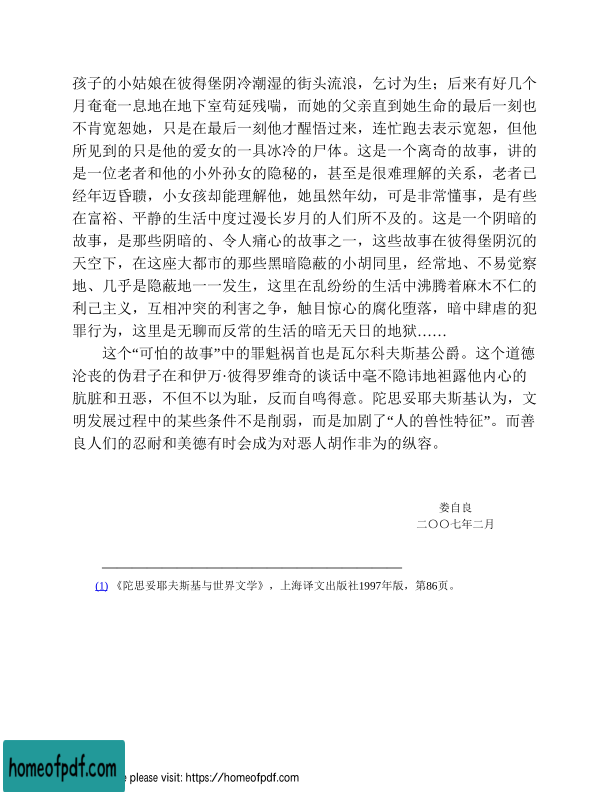 孩子的小姑娘在彼得堡阴冷潮湿的街头流浪，乞讨为生；后来有好几个
月奄奄一息地在地下室苟延残喘，而她的父亲直到她生命的最后一刻也
不肯宽恕她，只是在最后一刻他才醒悟过来，连忙跑去表示宽恕，但他
所见到的只是他的爱女的一具冰冷的尸体。这是一个离奇的故事，讲的
是一位老者和他的小外孙女的隐秘的，甚至是很难理解的关系，老者已
经年迈昏聩，小女孩却能理解他，她虽然年幼，可是非常懂事，是有些
在富裕、平静的生活中度过漫长岁月的人们所不及的。这是一个阴暗的
故事，是那些阴暗的、令人痛心的故事之一，这些故事在彼得堡阴沉的
天空下，在这座大都市的那些黑暗隐蔽的小胡同里，经常地、不易觉察
地、几乎是隐蔽地一一发生，这里在乱纷纷的生活中沸腾着麻木不仁的
利己主义，互相冲突的利害之争，触目惊心的腐化堕落，暗中肆虐的犯
罪行为，这里是无聊而反常的生活的暗无天日的地狱……
这个“可怕的故事”中的罪魁祸首也是瓦尔科夫斯基公爵。这个道德
沦丧的伪君子在和伊万·彼得罗维奇的谈话中毫不隐讳地袒露他内心的
肮脏和丑恶，不但不以为耻，反而自鸣得意。陀思妥耶夫斯基认为，文
明发展过程中的某些条件不是削弱，而是加剧了“人的兽性特征”。而善
良人们的忍耐和美德有时会成为对恶人胡作非为的纵容。
娄自良
二〇〇七年二月
(1) 《陀思妥耶夫斯基与世界文学》，上海译文出版社1997年版，第86页。
homeofpdf.com
e please visit: https://homeofpdf.com